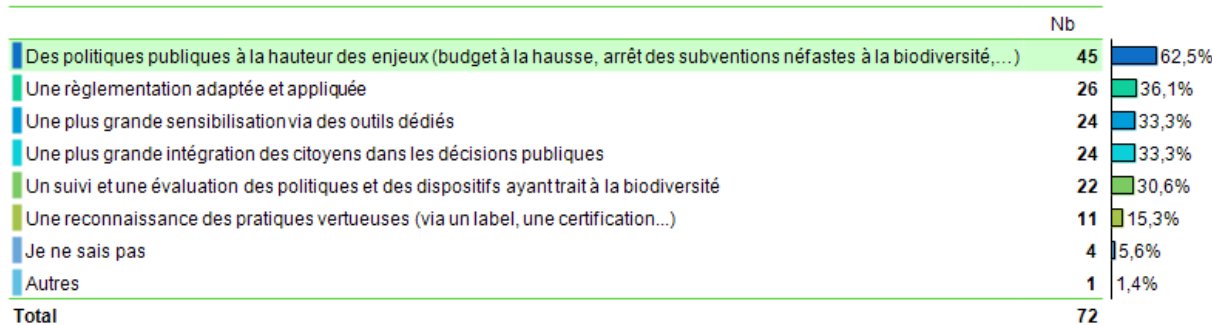 Nb
Des politiques publiques à la hauteur des enjeux (budget à la hausse, arrêt des subventions néfastes à la biodiversité,...) 45 62,5%
Une règlementation adaptée et appliquée 26 36,1%
Une plus grande sensibilisation via des outils dédiés 24 33,3%
Une plus grande intégration des citoyens dans les décisions publiques 24 33,3%
Un suivi et une évaluation des politiques et des dispositifs ayant trait à la biodiversité 22 30,6%
Une reconnaissance des pratiques vertueuses (via un label, une certification...) 11 15,3%
Je ne sais pas 4 5,6%
Autres 1 1,4%
Total 72